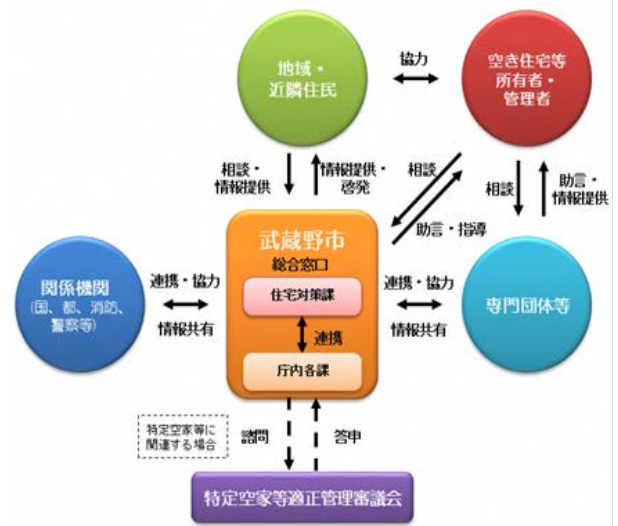 地域・
近隣住民
協力
空き住宅等
所有者・
管理者
相談・
情報提供
情報提供・
啓発
相談
助言・指導
相談
助言・
情報提供
武蔵野市
総合窓口
住宅対策課
連携
庁内各課
関係機関
(国、都、消防、
警察等)
連携・協力
情報共有
連携・協力
情報共有
専門団体等
特定空家等に
関連する場合
諮問
答申
特定空家等適正管理審議会